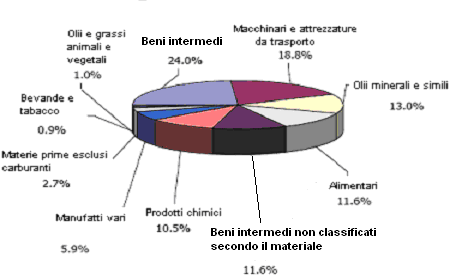 Olii e grassi
animali e
vegetali
1.0%
Beni intermedi
24.0%
Macchinari e attrezzature
da trasporto
18.8%
Olii minerali e simili
13.0%
Bevande e
tabacco
0.9%
Materie prime esclusi
carburanti
2.7%
Manufatti vari
5.9%
Prodotti chimici
10.5%
Beni intermedi non classificati
secondo il materiale
11.6%
Alimentari
11.6%